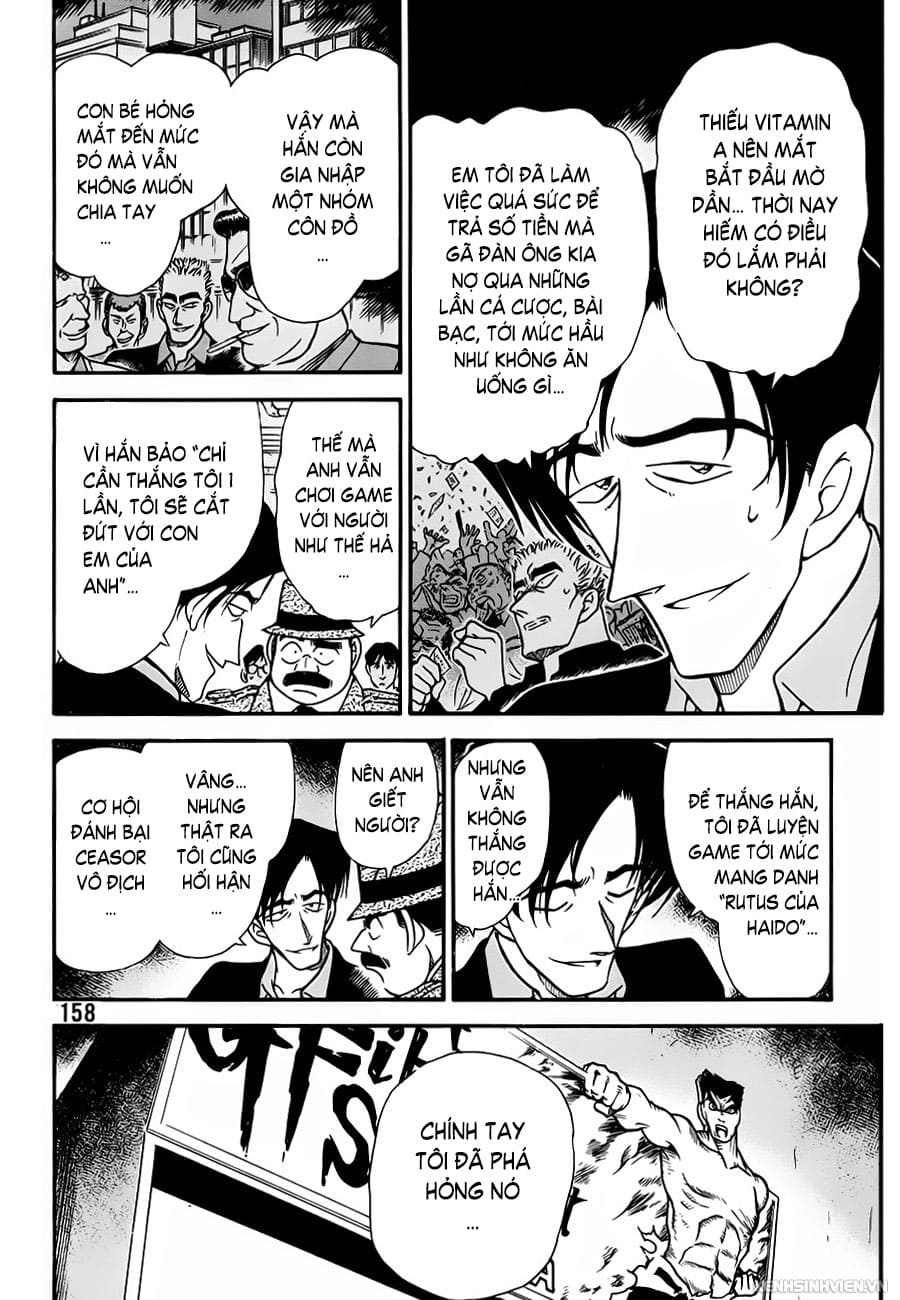 THIẾU VITAMIN
A NÊN MẮT
BẮT ĐẦU MỜ
DẦN... THỜI NAY
HIẾM CÓ ĐIỀU
ĐÓ LẮM PHẢI
KHÔNG?
EM TÔI ĐÃ LÀM
VIỆC QUÁ SỨC ĐỂ
TRẢ SỐ TIỀN MÀ
GÃ ĐÀN ÔNG KIA
NỢ QUA NHỮNG
LẦN CÁ CƯỢC, BÀI
BẠC, TỚI MỨC HẦU
NHƯ KHÔNG ĂN
UỐNG GÌ...
VẬY MÀ
HẮN CÒN
GIA NHẬP
MỘT NHÓM
CÔN ĐỒ
...
CON BÉ HỎNG
MẮT ĐẾN MỨC
ĐÓ MÀ VẪN
KHÔNG MUỐN
CHIA TAY
...
THẾ MÀ
ANH VẪN
CHƠI GAME
VỚI NGƯỜI
NHƯ THẾ HẢ
...
VÌ HẮN BẢO "CHỈ
CẦN THẮNG TÔI 1
LẦN, TÔI SẼ CẮT
ĐỨT VỚI CON
EM CỦA
ANH"...
ĐỂ THẮNG HẮN,
TÔI ĐÃ LUYỆN
GAME TỚI MỨC
MANG DANH
"RUTUS CỦA
HAIDO"...
NHƯNG
VẪN
KHÔNG
THẮNG
ĐƯỢC
HẮN...
NÊN ANH
GIẾT
NGƯỜI?
VÂNG...
NHƯNG
THẬT RA
TÔI CŨNG
HỐI HẬN
...
CƠ HỘI
ĐÁNH BẠI
CEASOR
VÔ ĐỊCH
...
158
CHÍNH TAY
TÔI ĐÃ PHÁ
HỎNG NÓ
...